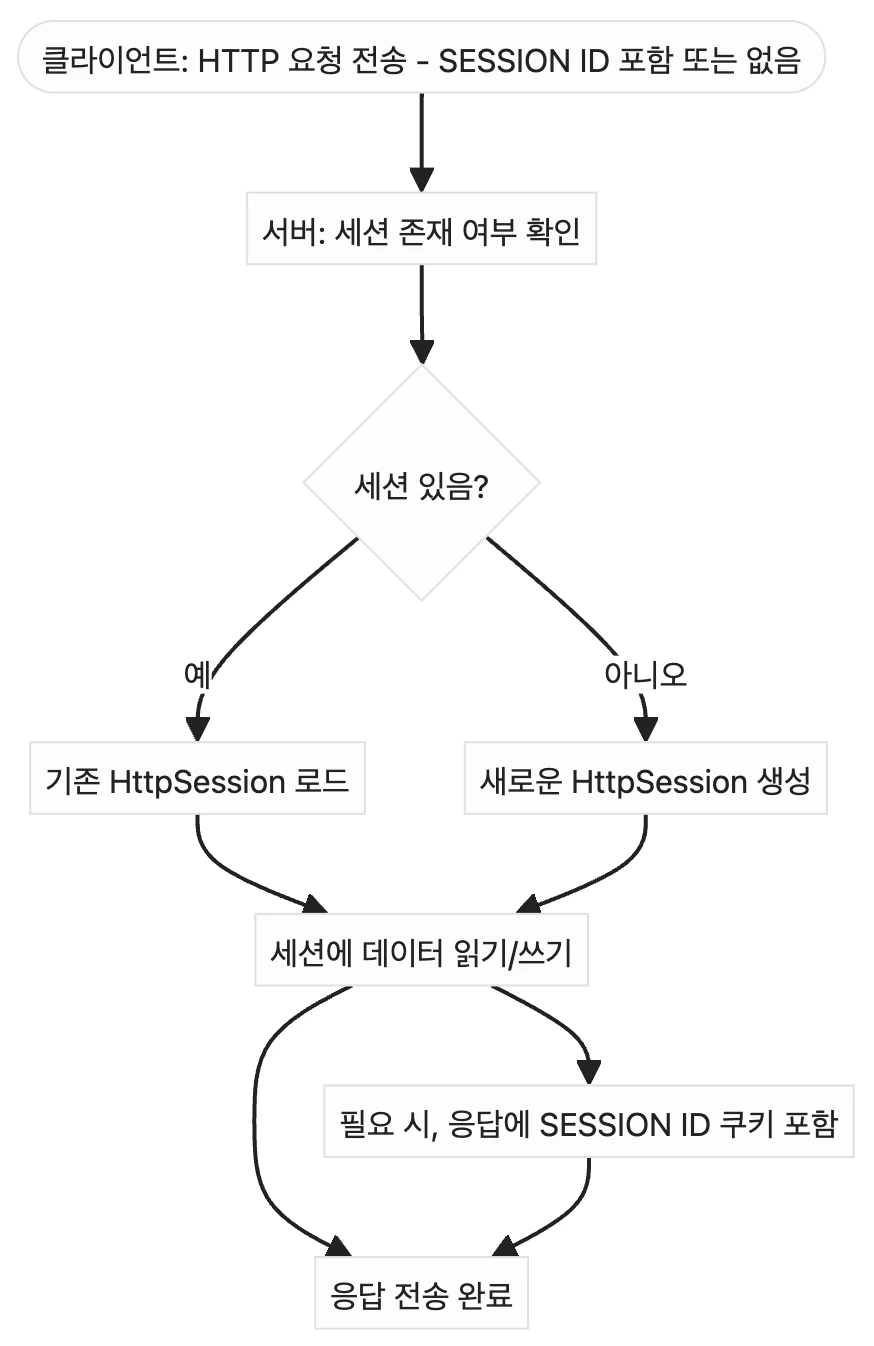 클라이언트: HTTP 요청 전송 - SESSION ID 포함 또는 없음
서버: 세션 존재 여부 확인
세션 있음?
예
아니오
기존 HttpSession 로드
새로운 HttpSession 생성
세션에 데이터 읽기/쓰기
필요 시, 응답에 SESSION ID 쿠키 포함
응답 전송 완료